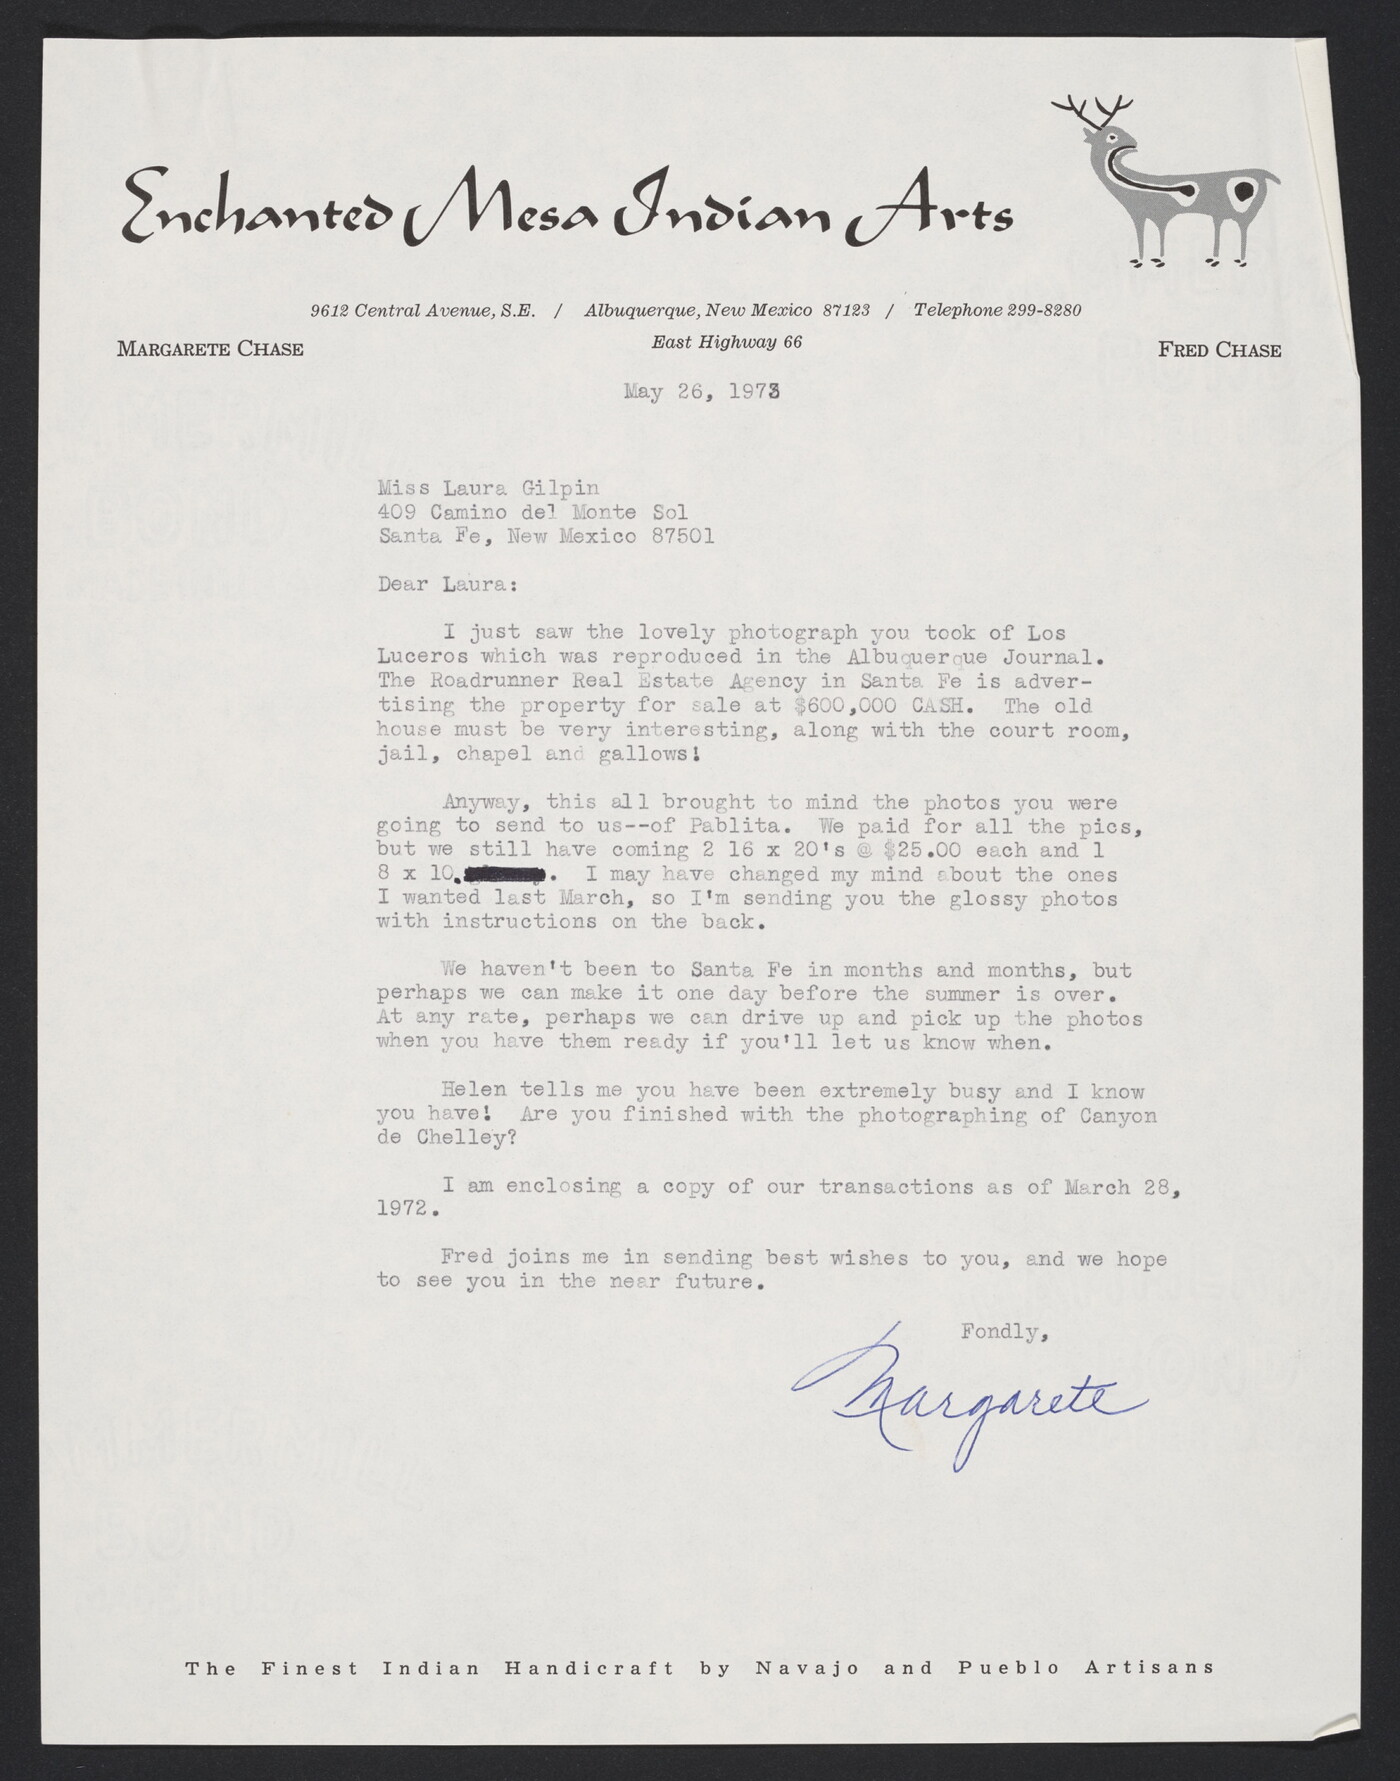 Enchanted Mesa Indian Arts
9612 Central Avenue, S.E. / Albuquerque, New Mexico 87123 / Telephone 299-8280
East Highway 66
MARGARETE CHASE
FRED CHASE
May 26, 1973
Miss Laura Gilpin
409 Camino del Monte Sol
Santa Fe, New Mexico 87501
Dear Laura:
I just saw the lovely photograph you took of Los
Luceros which was reproduced in the Albuquerque Journal.
The Roadrunner Real Estate Agency in Santa Fe is adver-
tising the property for sale at $600,000 CASH. The old
house must be very interesting, along with the court room,
jail, chapel and gallows!
Anyway, this all brought to mind the photos you were
going to send to us--of Pablita. We paid for all the pics,
but we still have coming 2 16 x 20's @ $25.00 each and 1
8 x 10. . I may have changed my mind about the ones
I wanted last March, so I'm sending you the glossy photos
with instructions on the back.
We haven't been to Santa Fe in months and months, but
perhaps we can make it one day before the summer is over.
At any rate, perhaps we can drive up and pick up the photos
when you have them ready if you'll let us know when.
Helen tells me you have been extremely busy and I know
you have! Are you finished with the photographing of Canyon
de Chelley?
I am enclosing a copy of our transactions as of March 28,
1972.
Fred joins me in sending best wishes to you, and we hope
to see you in the near future.
Fondly,
Margarete
The Finest Indian Handicraft by Navajo and Pueblo Artisans